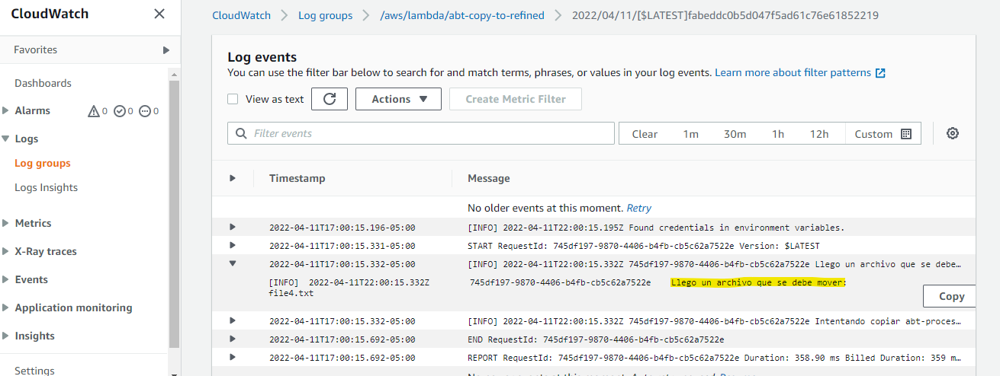 CloudWatch
CloudWatch > Log groups > /aws/lambda/abt-copy-to-refined > 2022/04/11/[$LATEST]fabeddc0b5d047f5ad61c76e61852219
Favorites
Dashboards
Alarms 0 0 0
Logs
Log groups
Logs Insights
Metrics
X-Ray traces
Events
Application monitoring
Insights
Settings
Log events
You can use the filter bar below to search for and match terms, phrases, or values in your log events. Learn more about filter patterns
View as text Actions Create Metric Filter
Filter events Clear 1m 30m 1h 12h Custom
Timestamp Message
No older events at this moment. Retry
2022-04-11T17:00:15.196-05:00 [INFO] 2022-04-11T22:00:15.195Z Found credentials in environment variables.
2022-04-11T17:00:15.331-05:00 START RequestId: 745df197-9870-4406-b4fb-cb5c62a7522e Version: $LATEST
2022-04-11T17:00:15.332-05:00 [INFO] 2022-04-11T22:00:15.332Z 745df197-9870-4406-b4fb-cb5c62a7522e Llego un archivo que se debe…
[INFO] 2022-04-11T22:00:15.332Z 745df197-9870-4406-b4fb-cb5c62a7522e Llego un archivo que se debe mover:
file4.txt
Copy
2022-04-11T17:00:15.332-05:00 [INFO] 2022-04-11T22:00:15.332Z 745df197-9870-4406-b4fb-cb5c62a7522e Intentando copiar abt-proces…
2022-04-11T17:00:15.692-05:00 END RequestId: 745df197-9870-4406-b4fb-cb5c62a7522e
2022-04-11T17:00:15.692-05:00 REPORT RequestId: 745df197-9870-4406-b4fb-cb5c62a7522e Duration: 358.90 ms Billed Duration: 359 m…